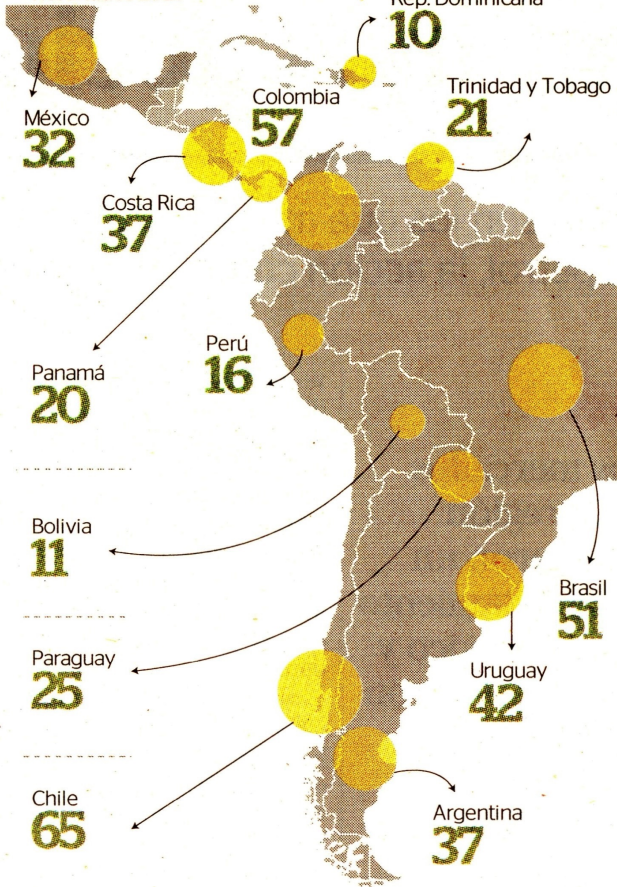 Rep. Dominicana
10
Colombia
57
Trinidad y Tobago
21
México
32
Costa Rica
37
Perú
16
Panamá
20
Bolivia
11
Brasil
51
Paraguay
25
Uruguay
42
Chile
65
Argentina
37